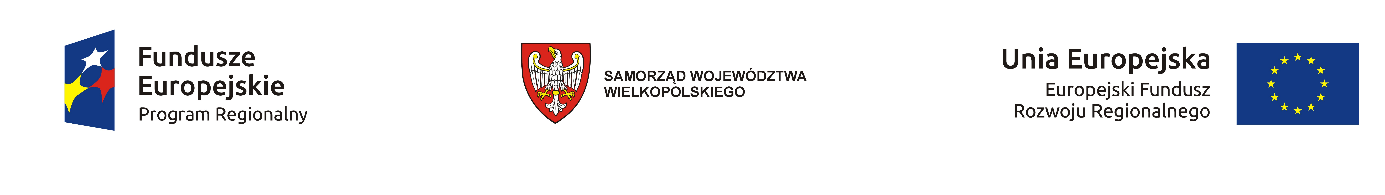 Fundusze
Europejskie
Program Regionalny
SAMORZĄD WOJEWÓDZTWA
WIELKOPOLSKIEGO
Unia Europejska
Europejski Fundusz
Rozwoju Regionalnego